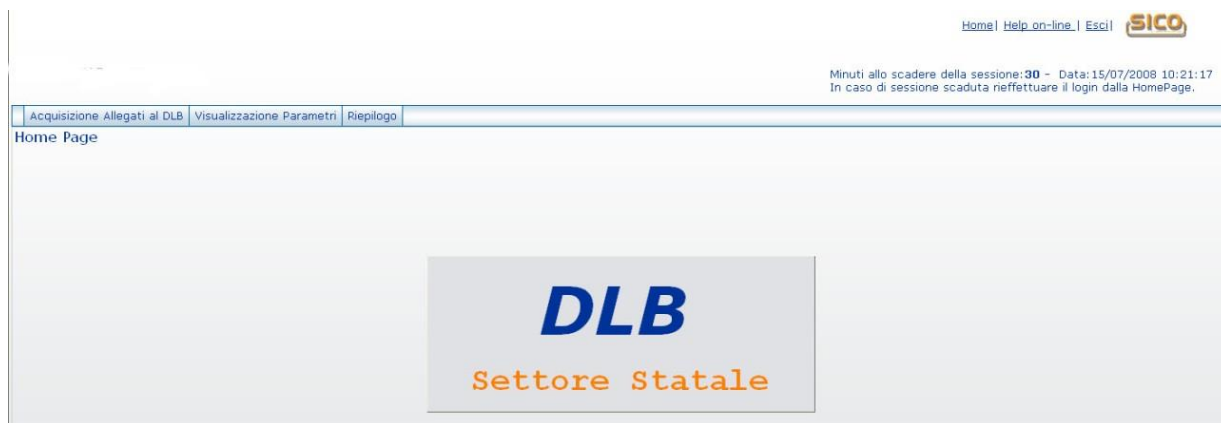 Home| Help on-line | Esci| SICO
Minuti allo scadere della sessione:30 - Data:15/07/2008 10:21:17
In caso di sessione scaduta rieffettuare il login dalla HomePage.
Acquisizione Allegati al DLB Visualizzazione Parametri Riepilogo
Home Page
DLB
Settore Statale